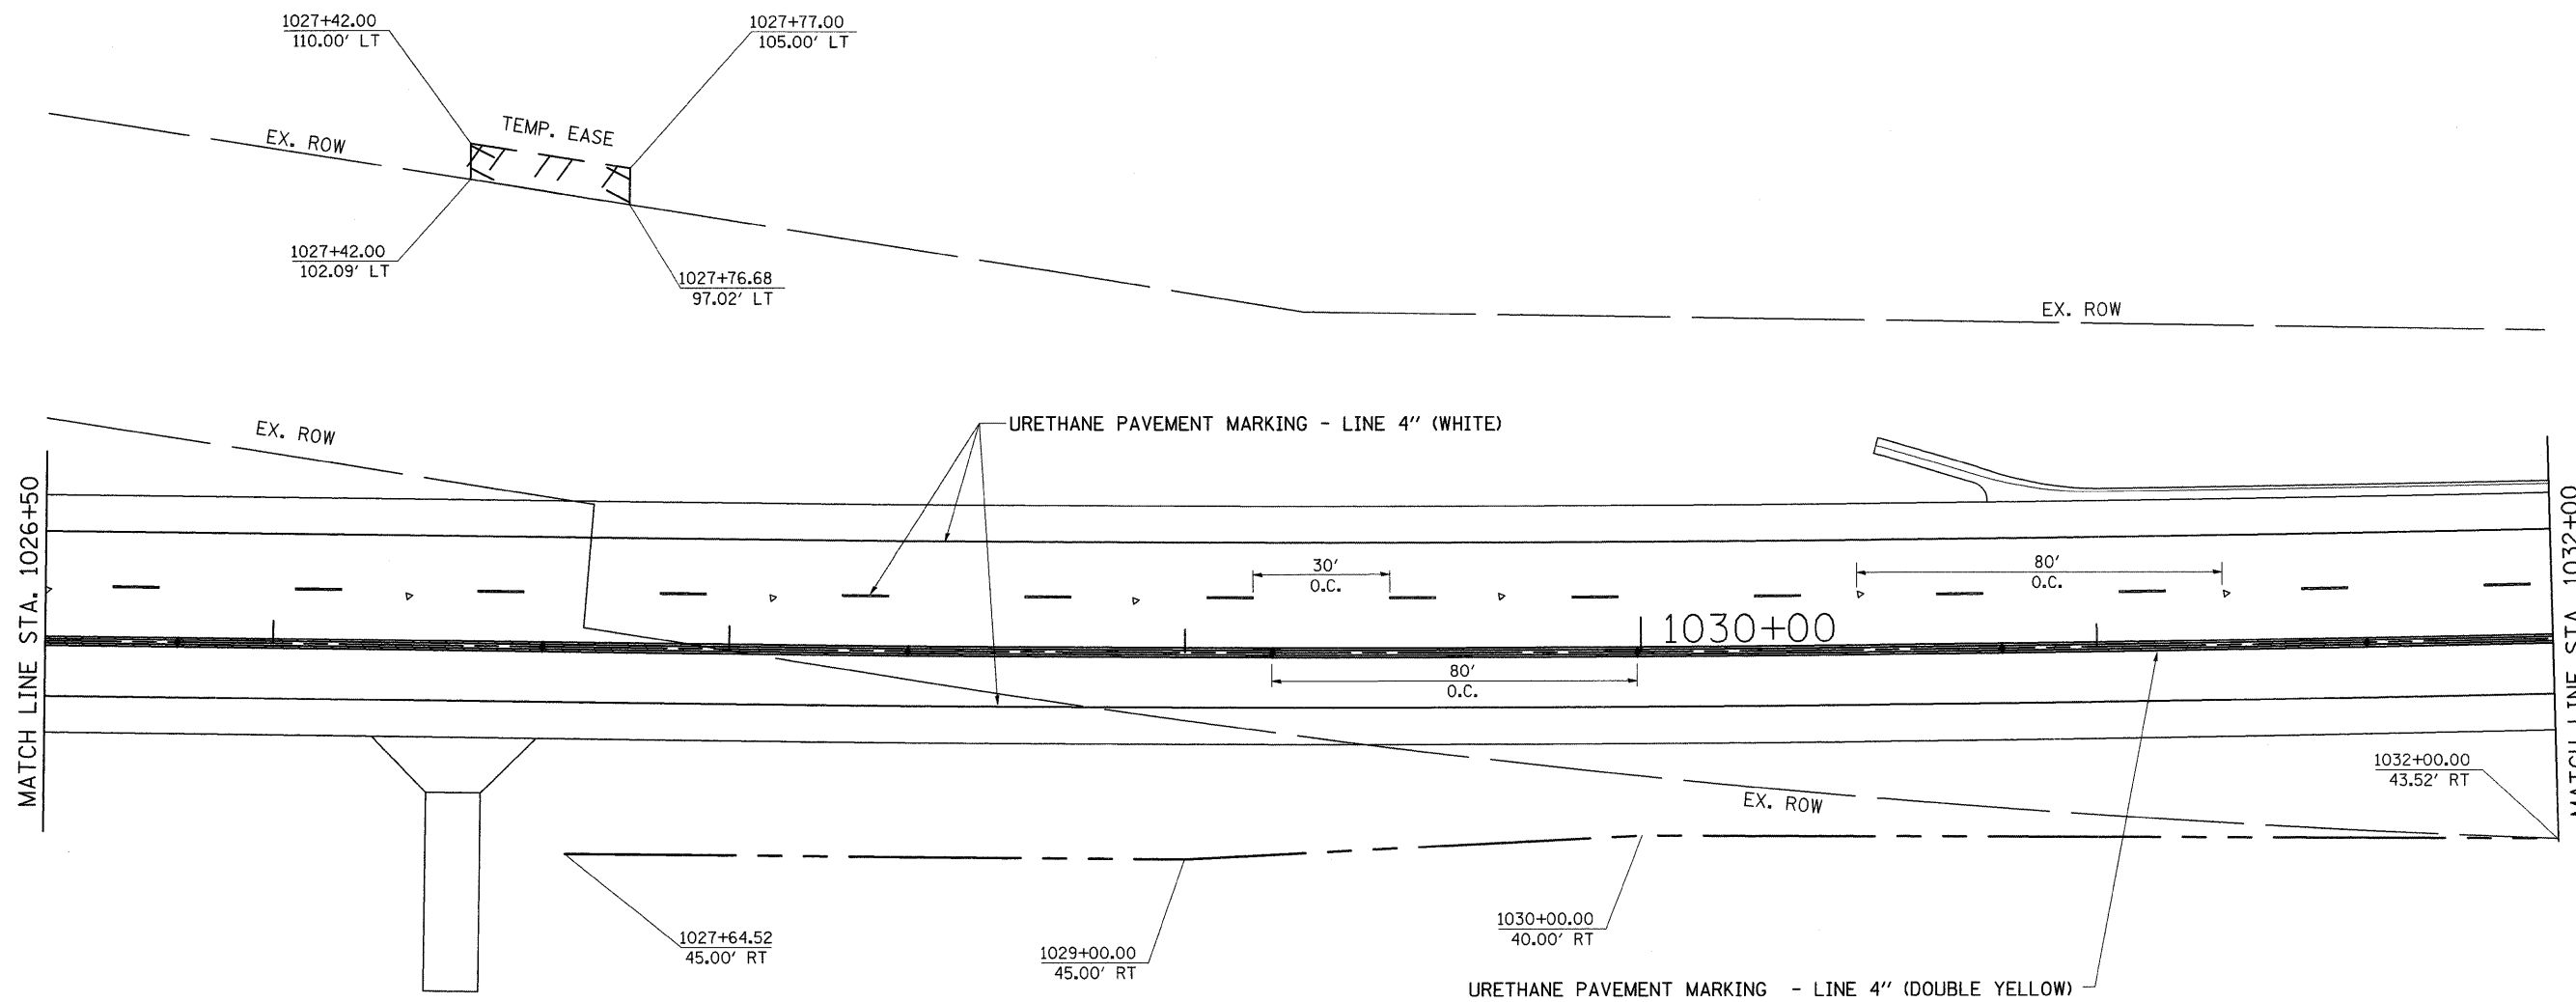 1027+42.00
110.00' LT
1027+77.00
105.00' LT
TEMP. EASE
EX. ROW
1027+42.00
102.09' LT
1027+76.68
97.02' LT
EX. ROW
EX. ROW
URETHANE PAVEMENT MARKING - LINE 4" (WHITE)
MATCH LINE STA. 1026+50
30'
O.C.
80'
O.C.
1030+00
80'
O.C.
MATCH LINE STA. 1032+00
1032+00.00
43.52' RT
EX. ROW
1027+64.52
45.00' RT
1029+00.00
45.00' RT
1030+00.00
40.00' RT
URETHANE PAVEMENT MARKING - LINE 4" (DOUBLE YELLOW)